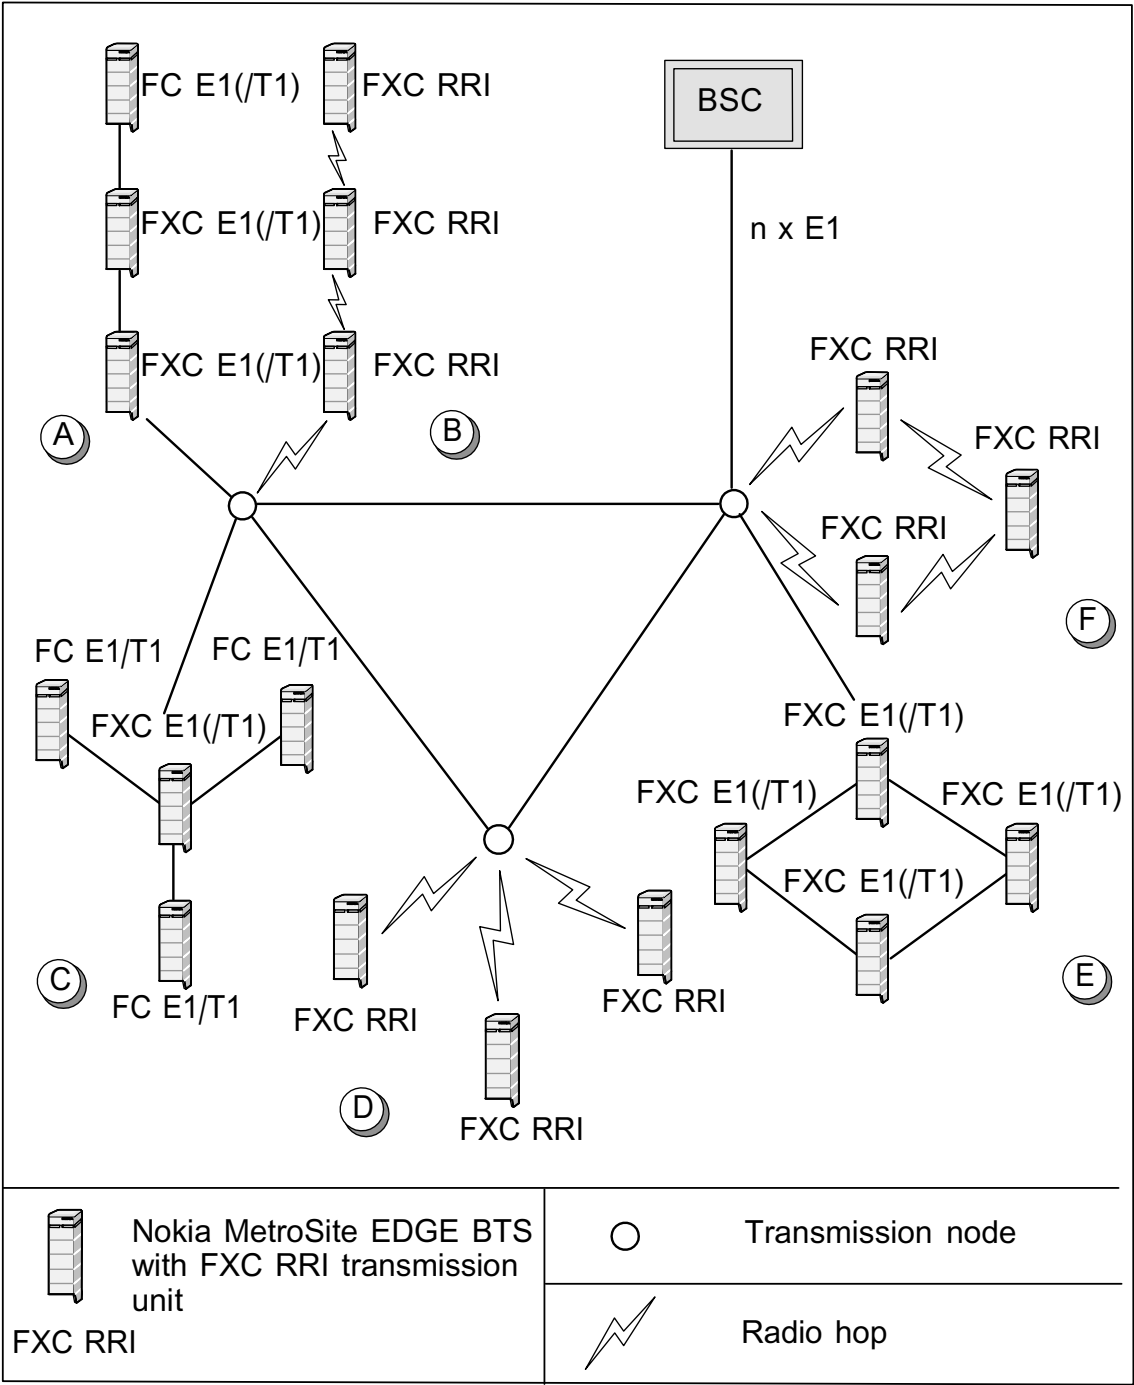 FC E1(/T1)
FXC RRI
BSC
FXC E1(/T1)
FXC RRI
n x E1
FXC E1(/T1)
FXC RRI
FXC RRI
A
B
FXC RRI
FXC RRI
F
FC E1/T1
FC E1/T1
FXC E1(/T1)
FXC E1(/T1)
FXC E1(/T1)
FXC E1(/T1)
FXC E1(/T1)
C
FC E1/T1
E
FXC RRI
FXC RRI
D
FXC RRI
Nokia MetroSite EDGE BTS
with FXC RRI transmission
unit
FXC RRI
Transmission node
Radio hop